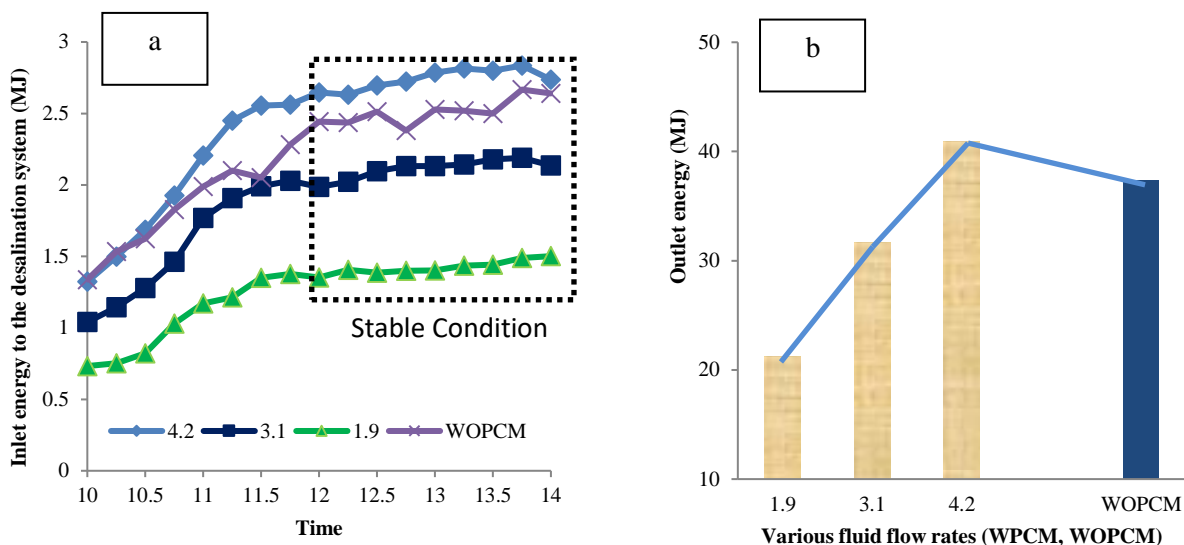 a
Inlet energy to the desalination system (MJ)
3
2.5
2
1.5
1
0.5
0
Stable Condition
4.2 3.1 1.9 WOPCM
10 10.5 11 11.5 12 12.5 13 13.5 14
Time
b
Outlet energy (MJ)
50
40
30
20
10
1.9 3.1 4.2 WOPCM
Various fluid flow rates (WPCM, WOPCM)